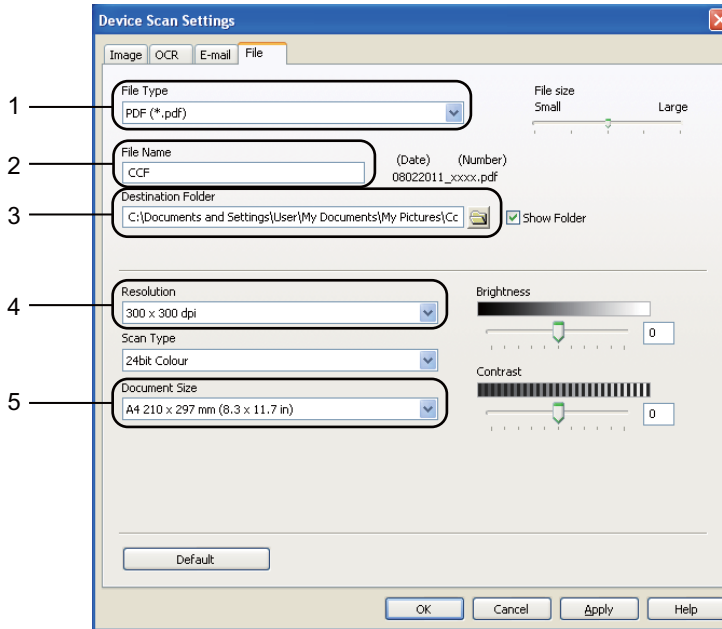 Device Scan Settings
Image OCR E-mail File
1
File Type
PDF (*.pdf)
File size
Small Large
2
File Name
CCF
(Date) (Number)
08022011_xxxx.pdf
3
Destination Folder
C:\Documents and Settings\User\My Documents\My Pictures\Cc
Show Folder
4
Resolution
300 x 300 dpi
Brightness
0
Scan Type
24bit Colour
Contrast
0
5
Document Size
A4 210 x 297 mm (8.3 x 11.7 in)
Default
OK Cancel Apply Help